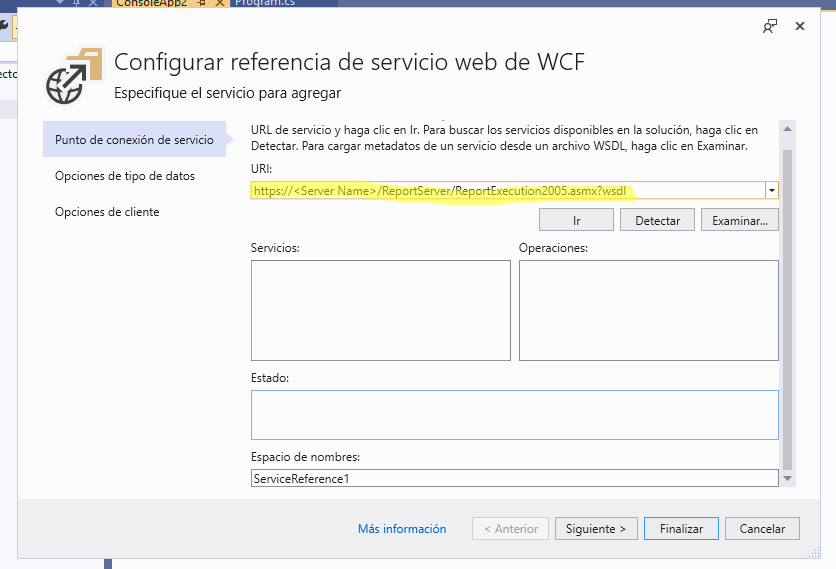 ConsoleApp2
Program.cs
Configurar referencia de servicio web de WCF
Especifique el servicio para agregar
Punto de conexión de servicio
Opciones de tipo de datos
Opciones de cliente
URL de servicio y haga clic en Ir. Para buscar los servicios disponibles en la solución, haga clic en
Detectar. Para cargar metadatos de un servicio desde un archivo WSDL, haga clic en Examinar.
URI:
https://<Server Name>/ReportServer/ReportExecution2005.asmx?wsdl
Ir
Detectar
Examinar...
Servicios:
Operaciones:
Estado:
Espacio de nombres:
ServiceReference1
Más información
< Anterior
Siguiente >
Finalizar
Cancelar